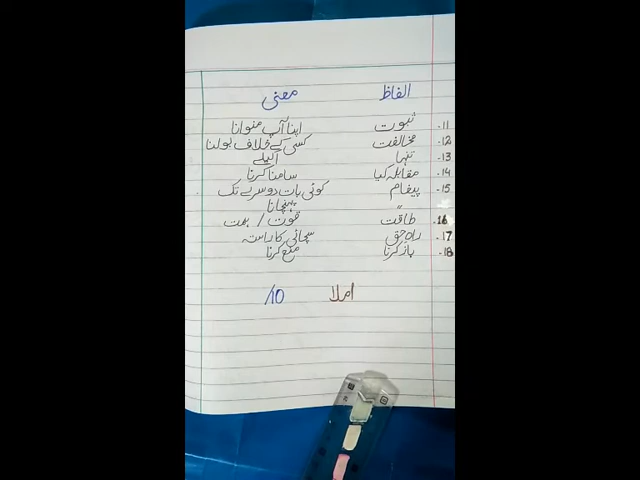 الفاظ معنی
11. ثبوت اپنا آپ منوانا
12. مخالفت کسی کے خلاف بولنا
13. تنہا اکیلے
14. مقابلہ کیا سامنا کرنا
15. پیغام کوئی بات دوسرے تک
" پہنچانا
16. طاقت قوت / ہمت
17. راہ حق سچائی کا راستہ
18. باز کرنا منع کرنا
املا /10